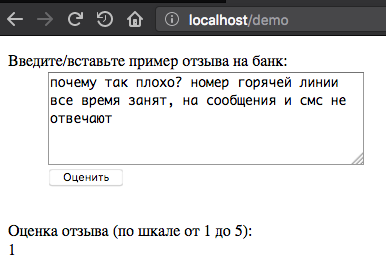 localhost/demo
Введите/вставьте пример отзыва на банк:
почему так плохо? номер горячей линии
все время занят, на сообщения и смс не
отвечают
Оценить
Оценка отзыва (по шкале от 1 до 5):
1